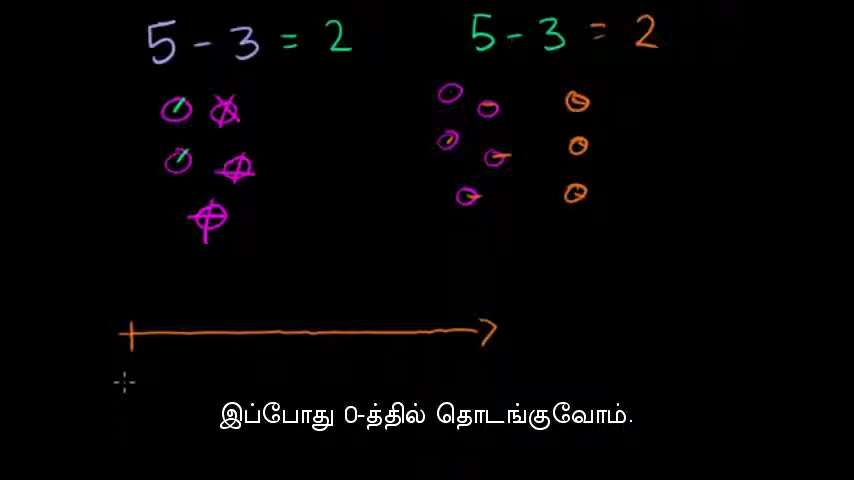 5 - 3 = 2 5 - 3 = 2
இப்போது 0-த்தில் தொடங்குவோம்.